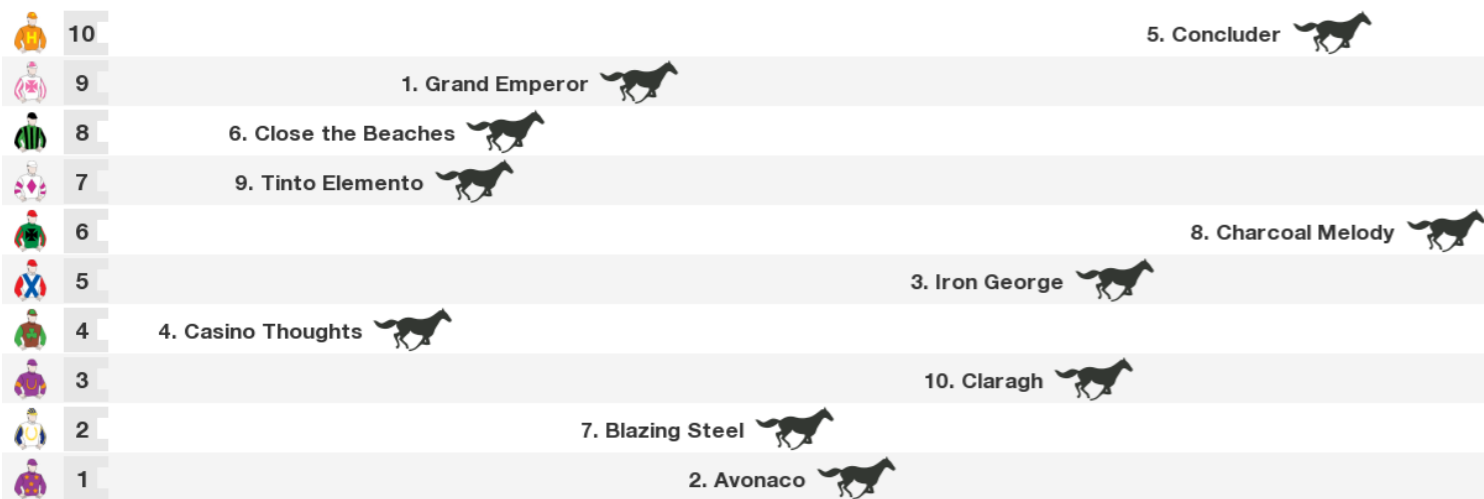 H
10 5. Concluder
9 1. Grand Emperor
8 6. Close the Beaches
7 9. Tinto Elemento
6 8. Charcoal Melody
5 3. Iron George
4 4. Casino Thoughts
3 10. Claragh
2 7. Blazing Steel
1 2. Avonaco